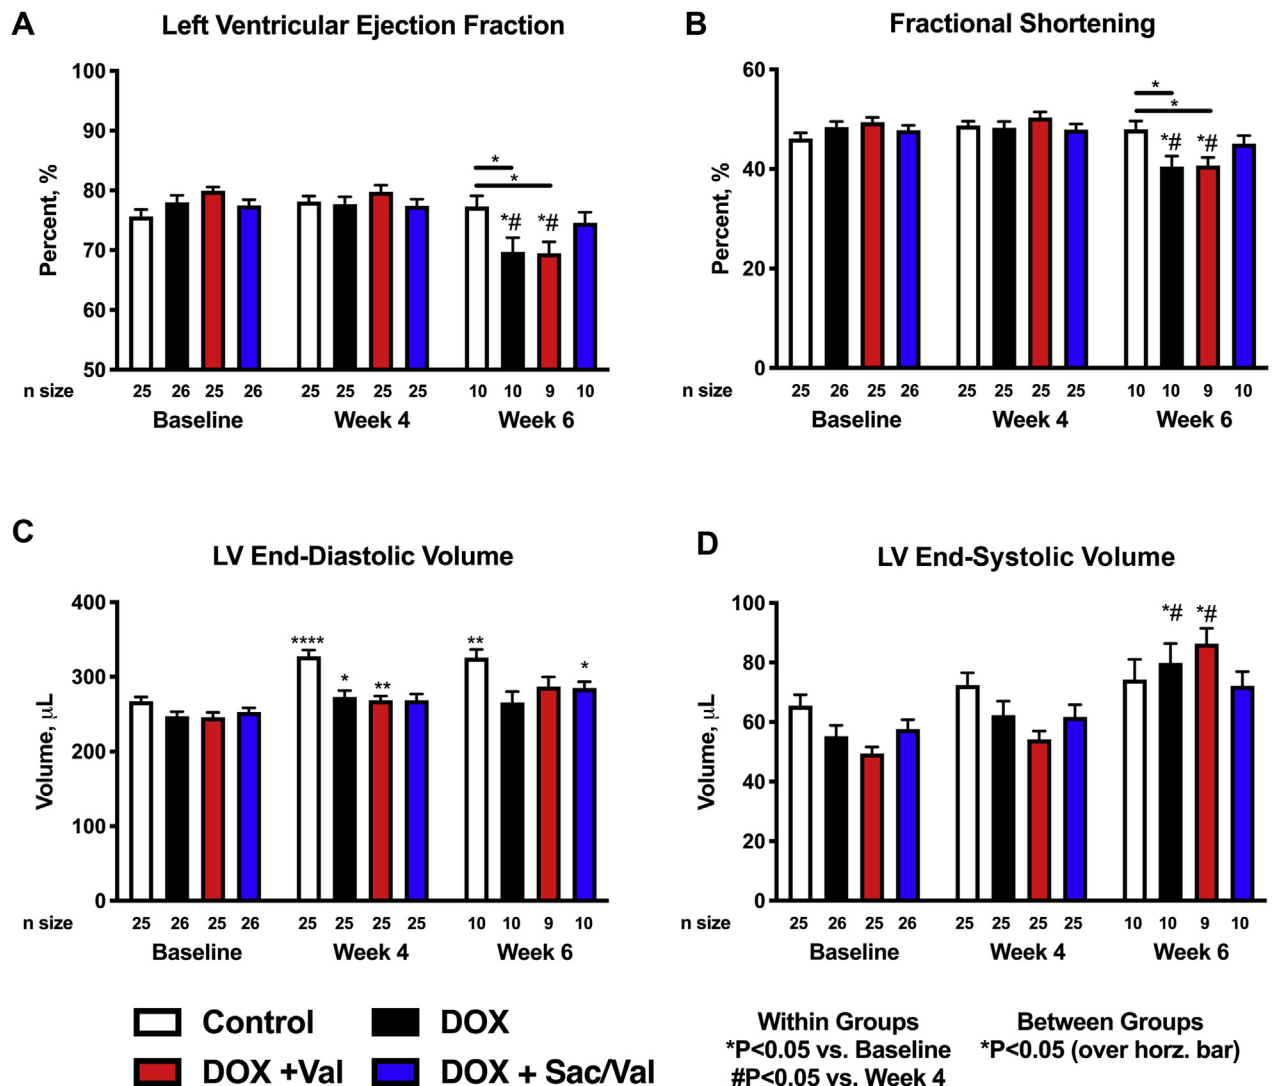 A
Left Ventricular Ejection Fraction
Percent, %
100
90
80
70
60
50
*
*
*#
*#
n size
25 26 25 26
25 25 25 25
10 10 9 10
Baseline
Week 4
Week 6
B
Fractional Shortening
Percent, %
60
40
20
0
*
*
*#
*#
n size
25 26 25 26
25 25 25 25
10 10 9 10
Baseline
Week 4
Week 6
C
LV End-Diastolic Volume
Volume, µL
400
300
200
100
0
****
*
**
**
*
n size
25 26 25 26
25 25 25 25
10 10 9 10
Baseline
Week 4
Week 6
D
LV End-Systolic Volume
Volume, µL
100
80
60
40
20
0
*#
*#
n size
25 26 25 26
25 25 25 25
10 10 9 10
Baseline
Week 4
Week 6
Control
DOX
DOX +Val
DOX + Sac/Val
Within Groups
*P<0.05 vs. Baseline
#P<0.05 vs. Week 4
Between Groups
*P<0.05 (over horz. bar)